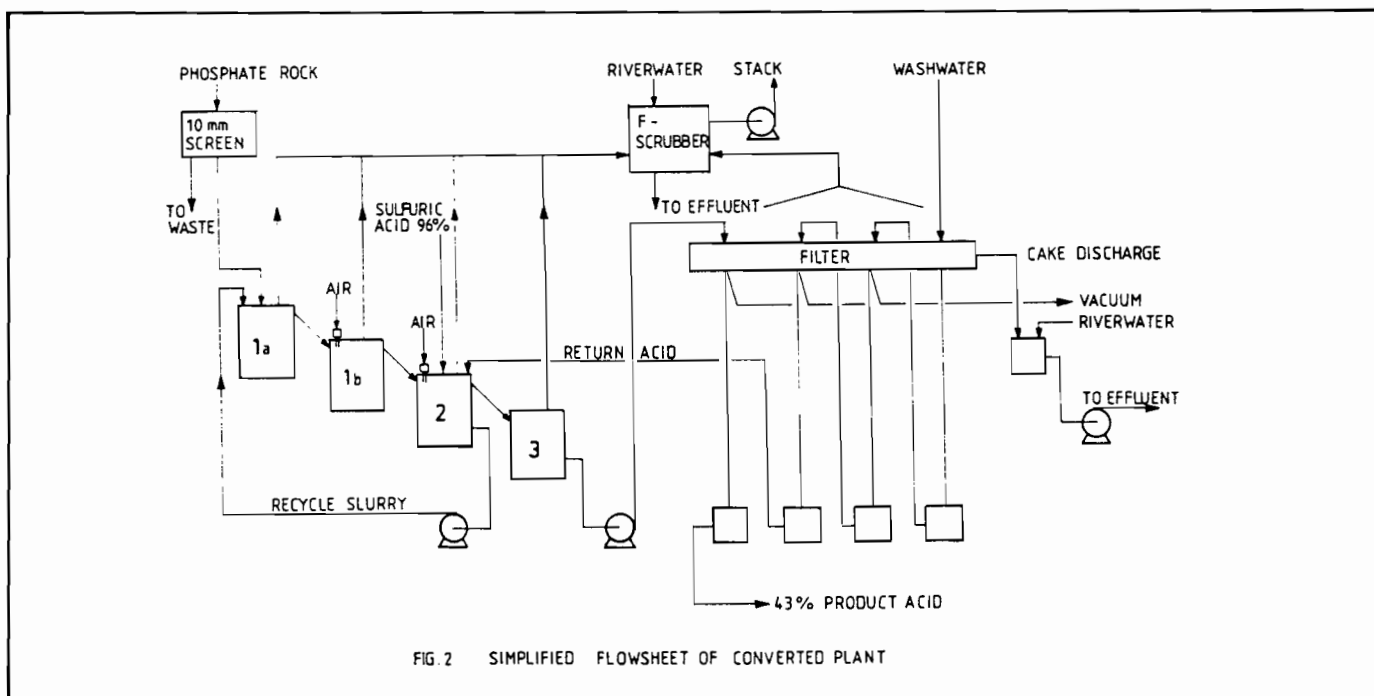 PHOSPHATE ROCK
RIVERWATER
STACK
WASHWATER
10 mm
SCREEN
F -
SCRUBBER
TO
WASTE
SULFURIC
ACID 96%
TO EFFLUENT
FILTER
CAKE DISCHARGE
AIR
VACUUM
AIR
RIVERWATER
1a
1b
RETURN ACID
2
TO EFFLUENT
3
RECYCLE SLURRY
43% PRODUCT ACID
FIG. 2 SIMPLIFIED FLOWSHEET OF CONVERTED PLANT